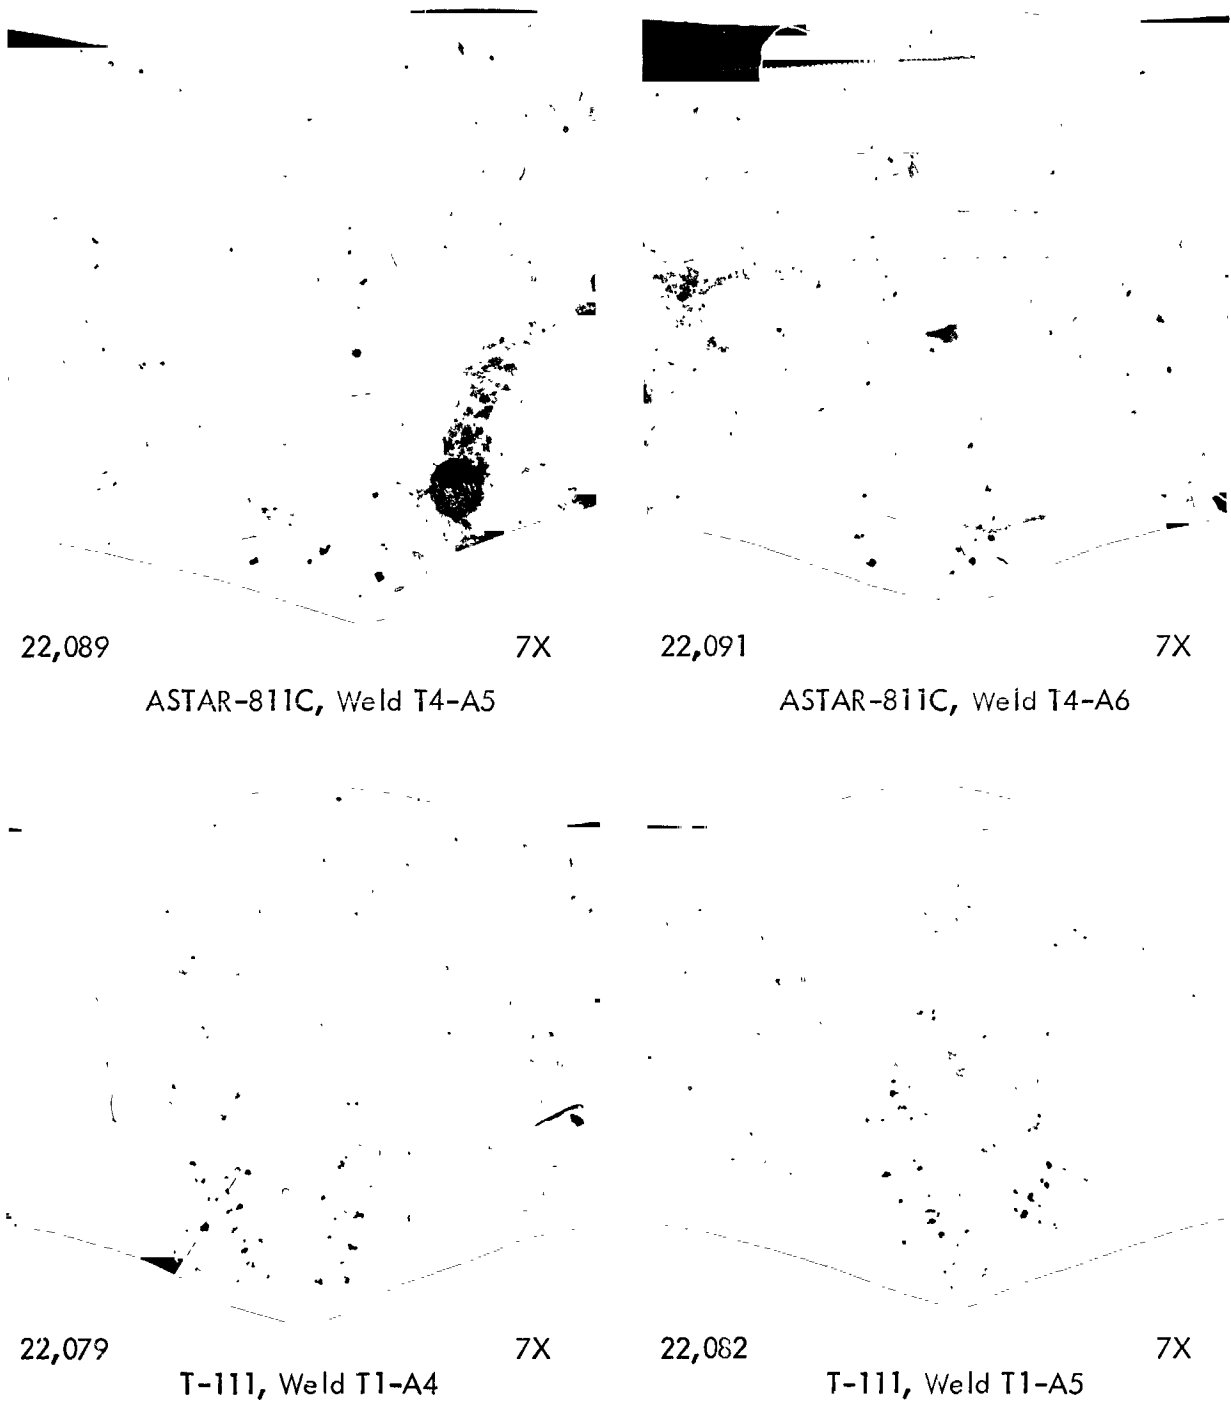 22,089 7X 22,091 7X
ASTAR-811C, Weld T4-A5 ASTAR-811C, Weld T4-A6
22,079 7X 22,082 7X
T-111, Weld T1-A4 T-111, Weld T1-A5